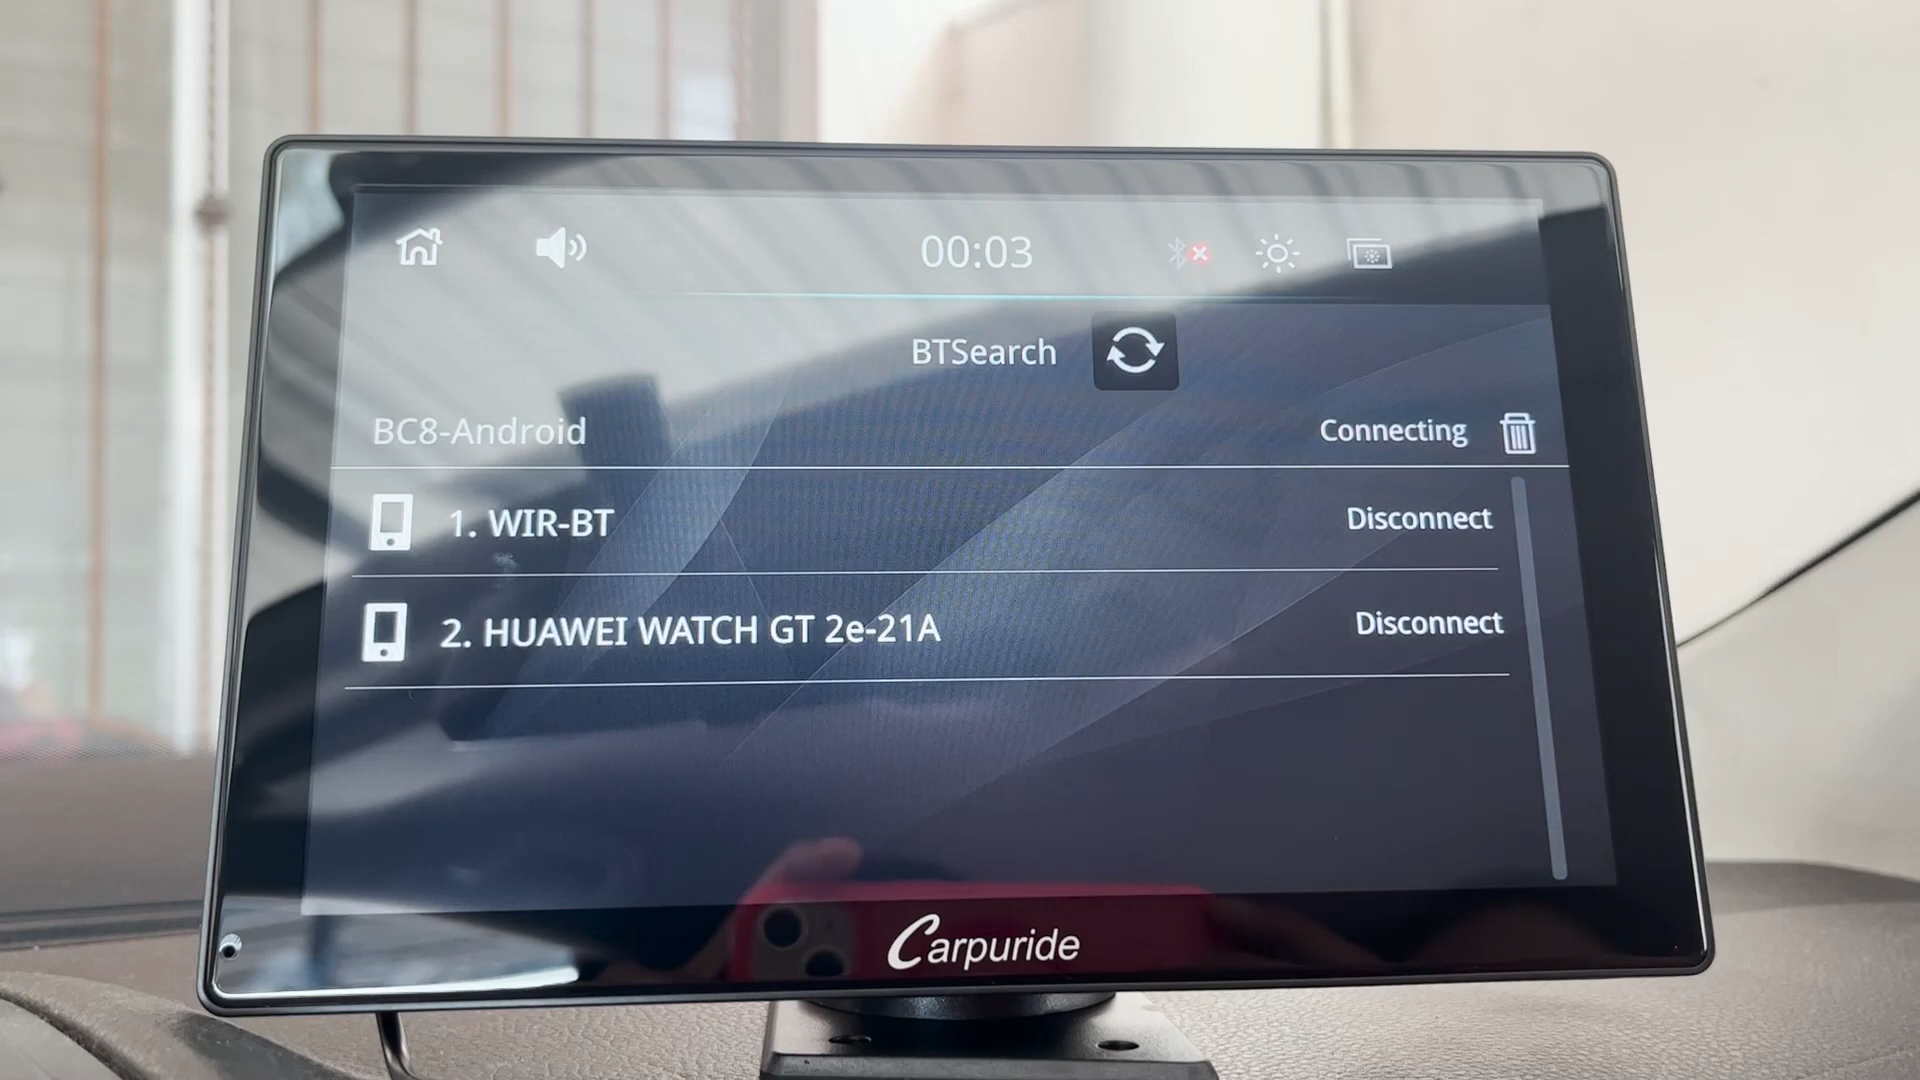 00:03
BTSearch
BC8-Android Connecting
1. WIR-BT Disconnect
2. HUAWEI WATCH GT 2e-21A Disconnect
Carpuride